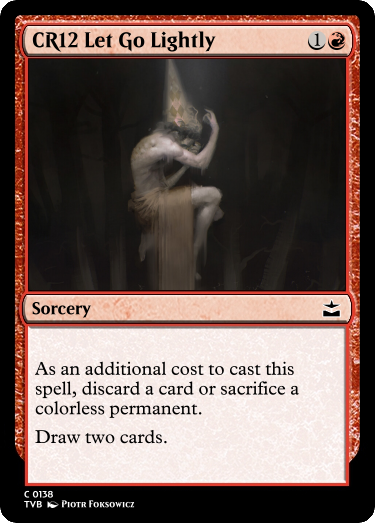 CR12 Let Go Lightly 1
Sorcery
As an additional cost to cast this
spell, discard a card or sacrifice a
colorless permanent.
Draw two cards.
C 0138
TVB Piotr Foksowicz